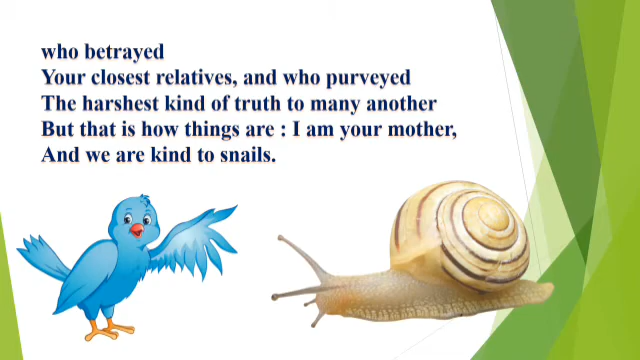 who betrayed
Your closest relatives, and who purveyed
The harshest kind of truth to many another
But that is how things are : I am your mother,
And we are kind to snails.